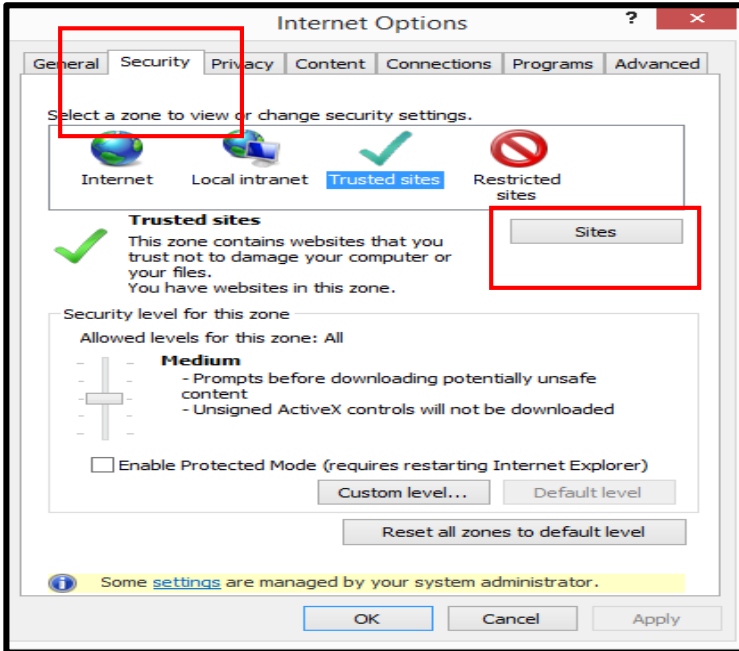 Internet Options
?
General Security Privacy Content Connections Programs Advanced
Select a zone to view or change security settings.
Internet Local intranet Trusted sites Restricted
sites
Trusted sites
Sites
This zone contains websites that you
trust not to damage your computer or
your files.
You have websites in this zone.
Security level for this zone
Allowed levels for this zone: All
Medium
- Prompts before downloading potentially unsafe
content
- Unsigned ActiveX controls will not be downloaded
Enable Protected Mode (requires restarting Internet Explorer)
Custom level... Default level
Reset all zones to default level
Some settings are managed by your system administrator.
OK Cancel Apply